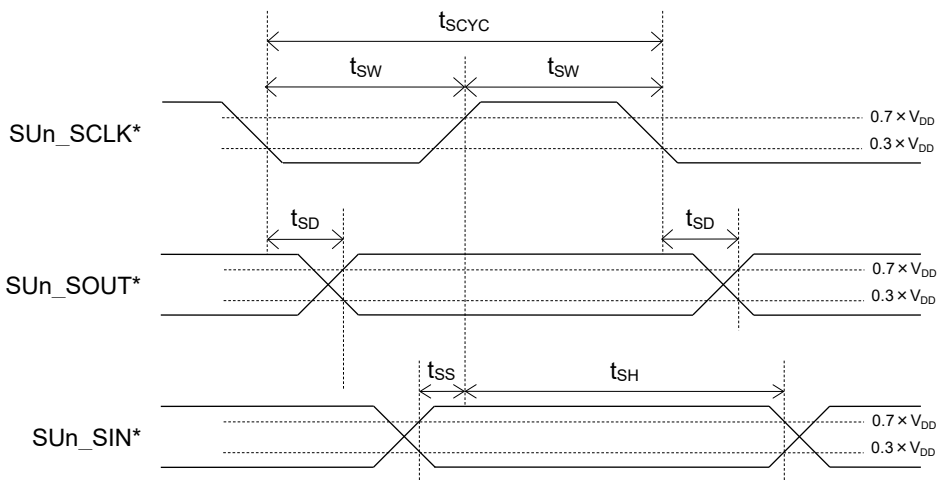 tSCYC
tSW tSW
SUn_SCLK*
0.7 × VDD
0.3 × VDD
tSD tSD
SUn_SOUT*
0.7 × VDD
0.3 × VDD
tSS tSH
SUn_SIN*
0.7 × VDD
0.3 × VDD